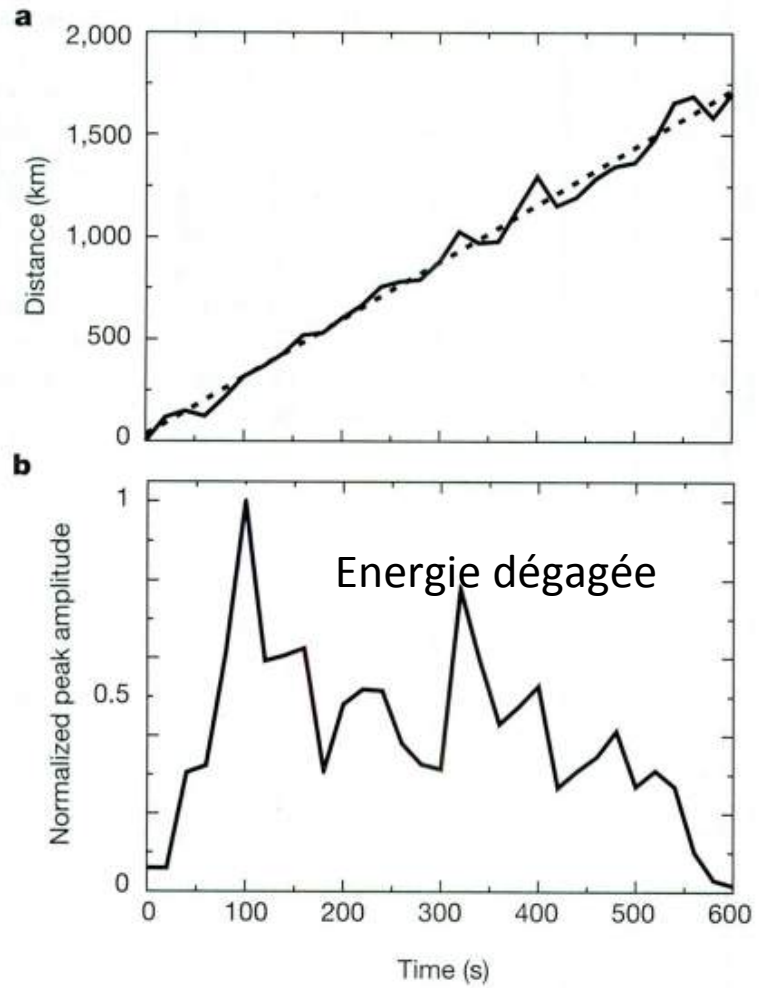 a
2,000
1,500
1,000
500
0
Distance (km)
b
1
0.5
0
Normalized peak amplitude
Energie dégagée
0 100 200 300 400 500 600
Time (s)